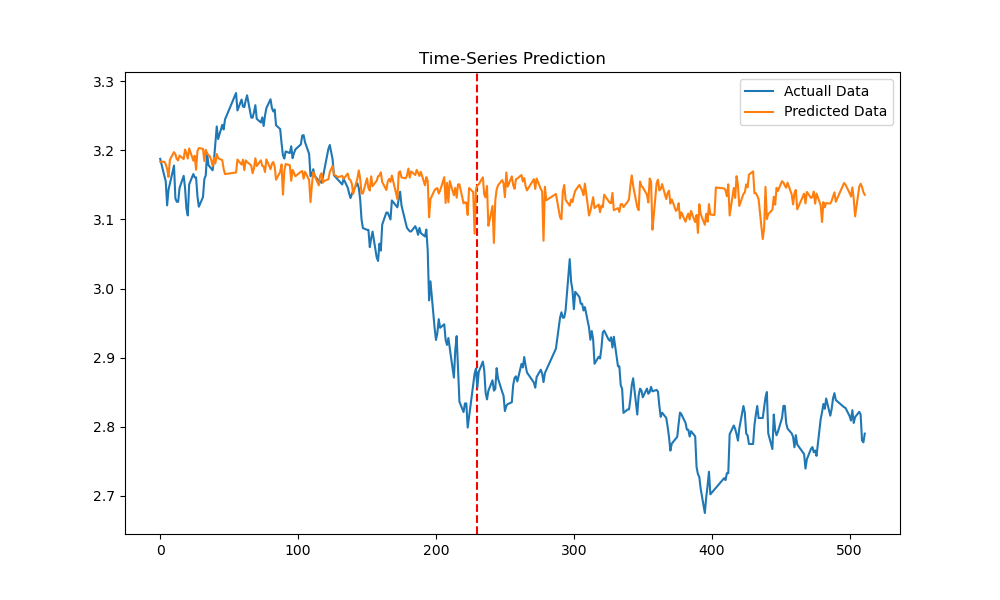 Time-Series Prediction
Actuall Data
Predicted Data
3.3
3.2
3.1
3.0
2.9
2.8
2.7
0 100 200 300 400 500